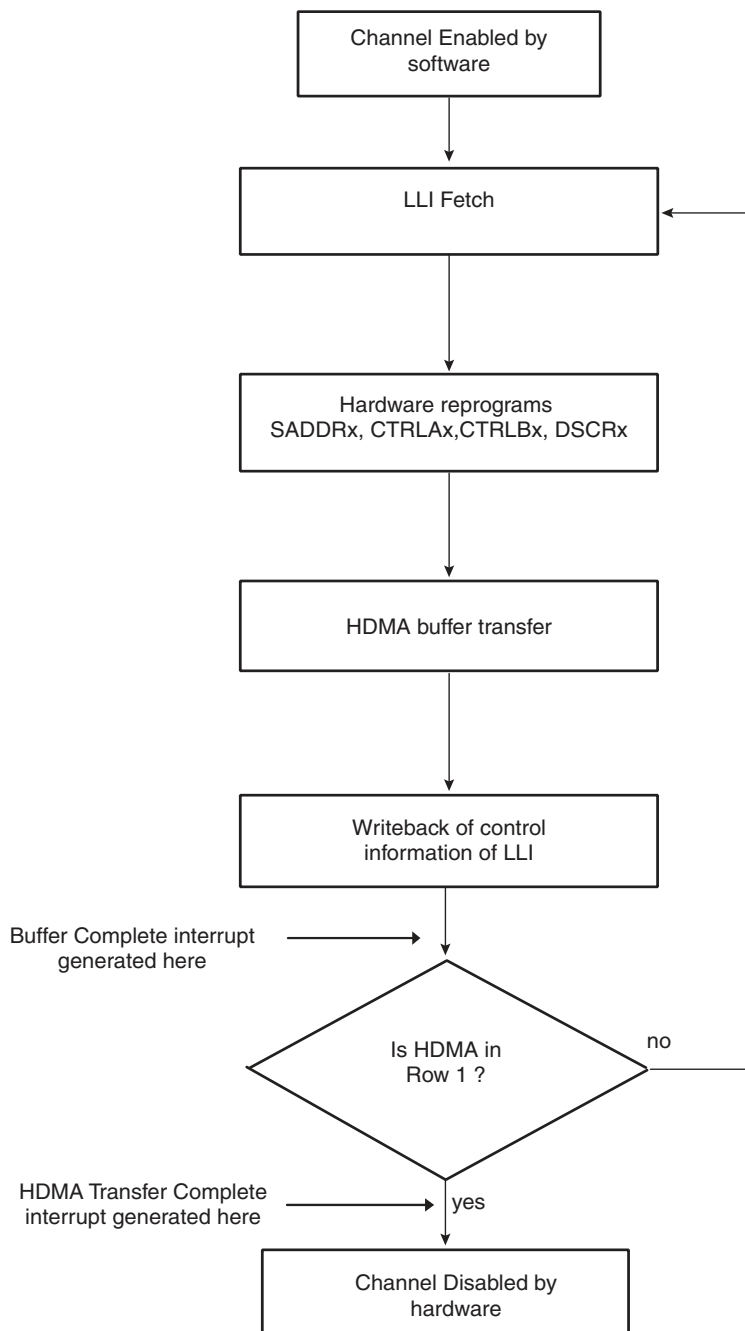 Channel Enabled by
software
LLI Fetch
Hardware reprograms
SADDRx, CTRLAx,CTRLBx, DSCRx
HDMA buffer transfer
Writeback of control
information of LLI
Buffer Complete interrupt
generated here
Is HDMA in
Row 1 ?
no
HDMA Transfer Complete
interrupt generated here
yes
Channel Disabled by
hardware